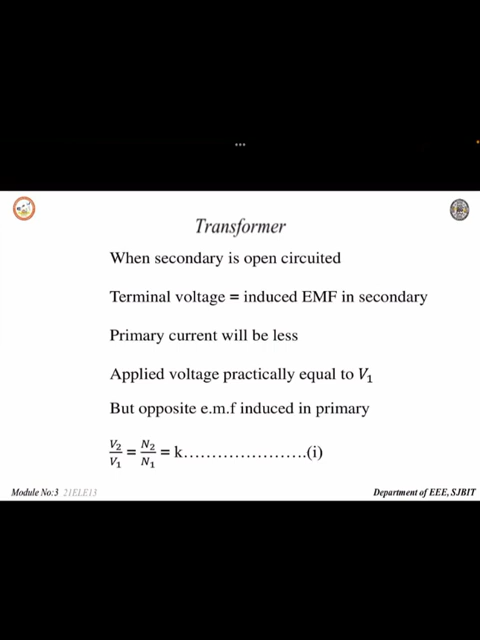 Transformer
When secondary is open circuited
Terminal voltage = induced EMF in secondary
Primary current will be less
Applied voltage practically equal to V₁
But opposite e.m.f induced in primary
V₂/V₁ = N₂/N₁ = k…………………(i)
Module No:3 21ELE13
Department of EEE, SJBIT